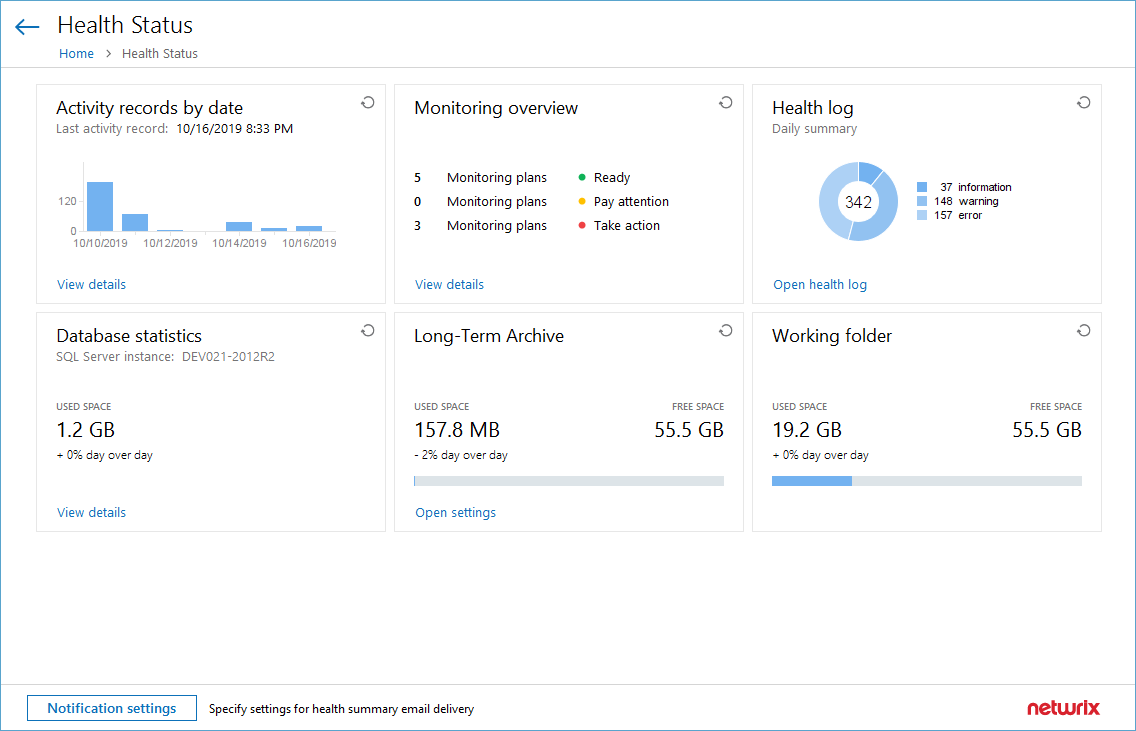 Health Status
Home > Health Status
Activity records by date
Last activity record: 10/16/2019 8:33 PM
120
0
10/10/2019 10/12/2019 10/14/2019 10/16/2019
View details
Monitoring overview
5 Monitoring plans Ready
0 Monitoring plans Pay attention
3 Monitoring plans Take action
View details
Health log
Daily summary
342
37 information
148 warning
157 error
Open health log
Database statistics
SQL Server instance: DEV021-2012R2
USED SPACE
1.2 GB
+ 0% day over day
View details
Long-Term Archive
USED SPACE FREE SPACE
157.8 MB 55.5 GB
- 2% day over day
Open settings
Working folder
USED SPACE FREE SPACE
19.2 GB 55.5 GB
+ 0% day over day
Notification settings Specify settings for health summary email delivery
netwrix